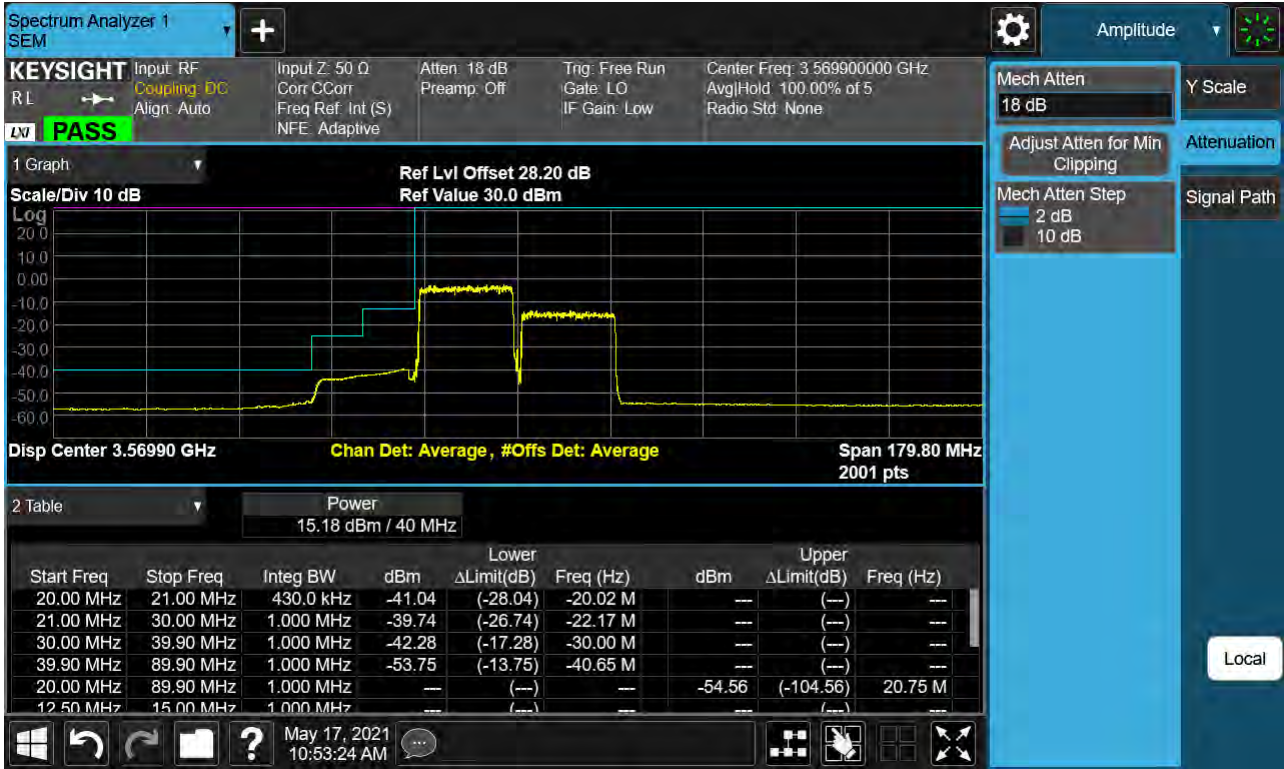 Spectrum Analyzer 1
SEM
Amplitude
KEYSIGHT
R L
LXI
PASS
Input: RF
Coupling: DC
Align: Auto
Input Z: 50 Ω
Corr CCorr
Freq Ref: Int (S)
NFE: Adaptive
Atten: 18 dB
Preamp: Off
Trig: Free Run
Gate: LO
IF Gain: Low
Center Freq: 3.569900000 GHz
Avg|Hold: 100.00% of 5
Radio Std: None
Mech Atten
18 dB
Adjust Atten for Min
Clipping
Mech Atten Step
2 dB
10 dB
Y Scale
Attenuation
Signal Path
1 Graph
Scale/Div 10 dB
Ref Lvl Offset 28.20 dB
Ref Value 30.0 dBm
Log
20.0
10.0
0.00
-10.0
-20.0
-30.0
-40.0
-50.0
-60.0
Disp Center 3.56990 GHz
Chan Det: Average , #Offs Det: Average
Span 179.80 MHz
2001 pts
2 Table
Power
15.18 dBm / 40 MHz
Lower Upper
Start Freq Stop Freq Integ BW dBm ΔLimit(dB) Freq (Hz) dBm ΔLimit(dB) Freq (Hz)
20.00 MHz 21.00 MHz 430.0 kHz -41.04 (-28.04) -20.02 M --- (---) ---
21.00 MHz 30.00 MHz 1.000 MHz -39.74 (-26.74) -22.17 M --- (---) ---
30.00 MHz 39.90 MHz 1.000 MHz -42.28 (-17.28) -30.00 M --- (---) ---
39.90 MHz 89.90 MHz 1.000 MHz -53.75 (-13.75) -40.65 M --- (---) ---
20.00 MHz 89.90 MHz 1.000 MHz --- (---) --- -54.56 (-104.56) 20.75 M
12.50 MHz 15.00 MHz 1.000 MHz --- (---) --- --- (---) ---
Local
May 17, 2021
10:53:24 AM